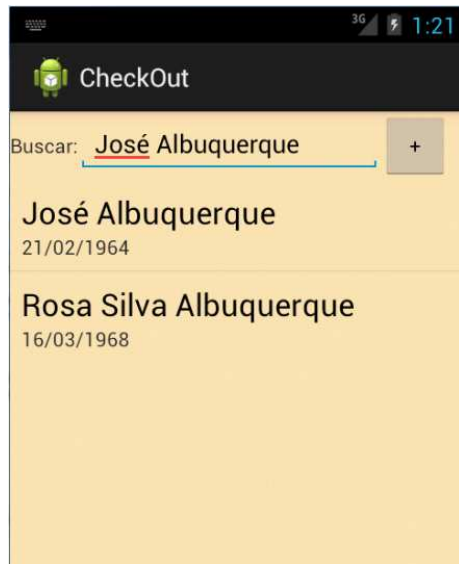 3G 1:21
CheckOut
Buscar: José Albuquerque +
José Albuquerque
21/02/1964
Rosa Silva Albuquerque
16/03/1968